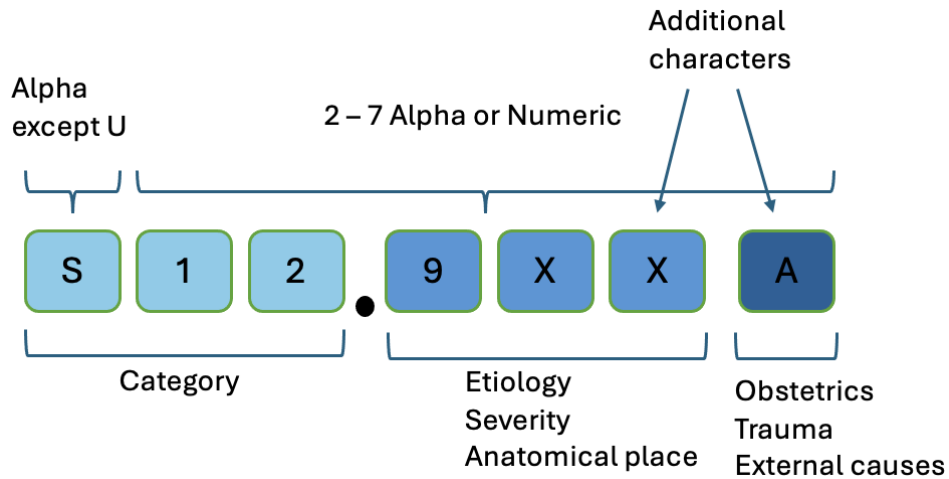 Additional
characters
Alpha
except U
2 – 7 Alpha or Numeric
S 1 2 . 9 X X A
Category
Etiology
Severity
Anatomical place
Obstetrics
Trauma
External causes